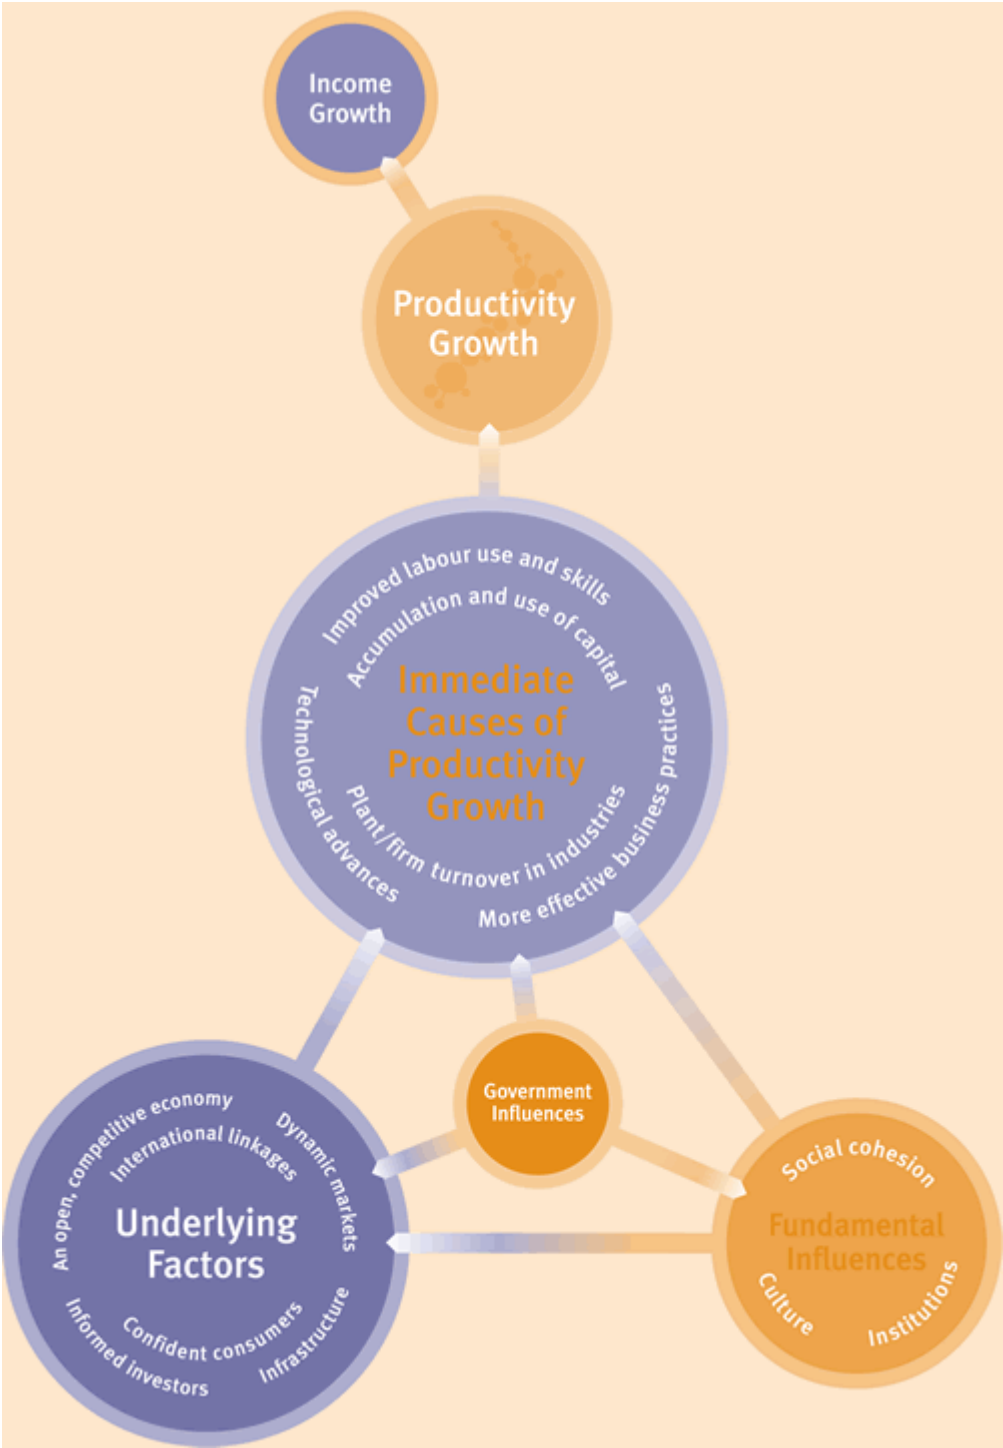 Income
Growth
Productivity
Growth
Improved labour use and skills
Accumulation and use of capital
Immediate
Causes of
Productivity
Growth
Technological advances
Plant/firm turnover in industries
More effective business practices
Government
Influences
An open, competitive economy
International linkages
Dynamic markets
Underlying
Factors
Informed investors
Confident consumers
Infrastructure
Social cohesion
Fundamental
Influences
Culture
Institutions